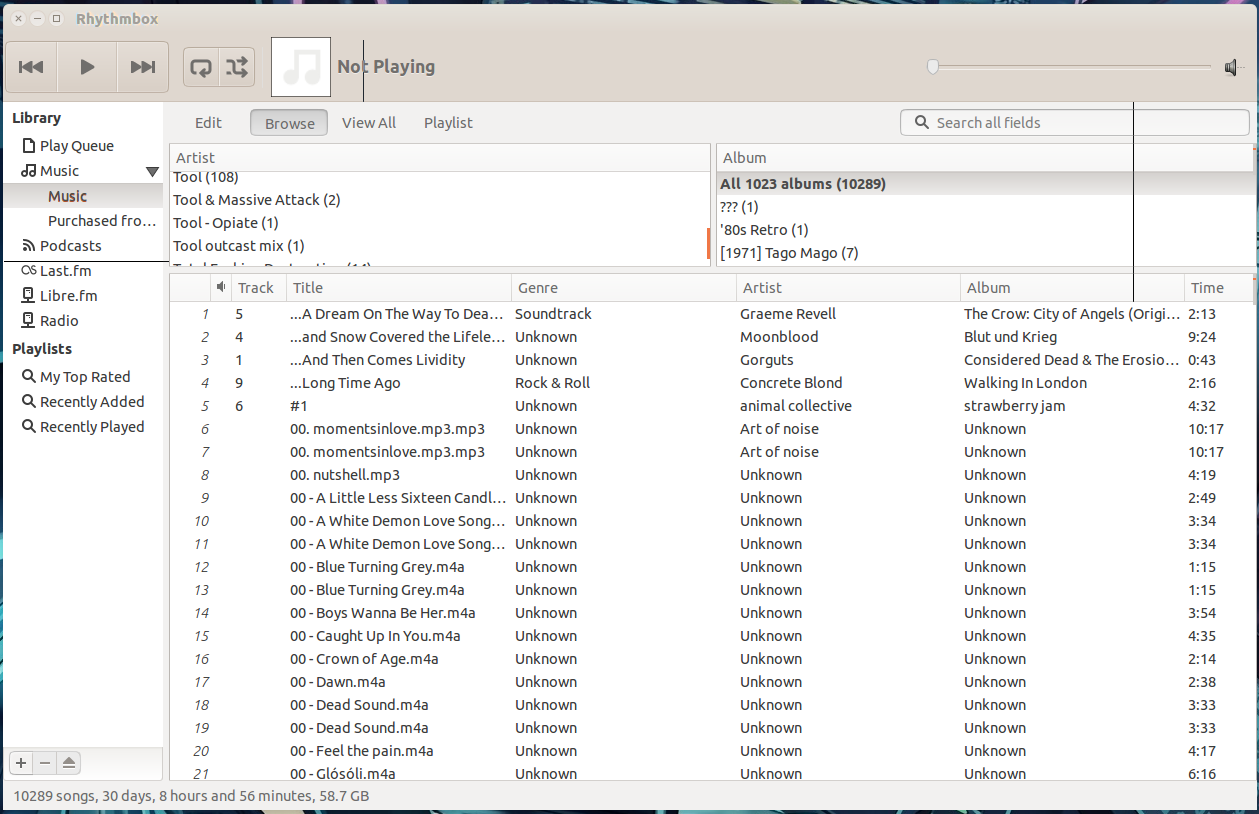 Rhythmbox
Not Playing
Library
Play Queue
Music
Music
Purchased fro...
Podcasts
Last.fm
Libre.fm
Radio
Playlists
My Top Rated
Recently Added
Recently Played
Edit Browse View All Playlist Search all fields
Artist
Tool (108)
Tool & Massive Attack (2)
Tool - Opiate (1)
Tool outcast mix (1)
Album
All 1023 albums (10289)
??? (1)
'80s Retro (1)
[1971] Tago Mago (7)
Track Title Genre Artist Album Time
1 5 ...A Dream On The Way To Dea... Soundtrack Graeme Revell The Crow: City of Angels (Origi... 2:13
2 4 ...and Snow Covered the Lifele... Unknown Moonblood Blut und Krieg 9:24
3 1 ...And Then Comes Lividity Unknown Gorguts Considered Dead & The Erosio... 0:43
4 9 ...Long Time Ago Rock & Roll Concrete Blond Walking In London 2:16
5 6 #1 Unknown animal collective strawberry jam 4:32
6 00. momentsinlove.mp3.mp3 Unknown Art of noise Unknown 10:17
7 00. momentsinlove.mp3.mp3 Unknown Art of noise Unknown 10:17
8 00. nutshell.mp3 Unknown Unknown Unknown 4:19
9 00 - A Little Less Sixteen Candl... Unknown Unknown Unknown 2:49
10 00 - A White Demon Love Song... Unknown Unknown Unknown 3:34
11 00 - A White Demon Love Song... Unknown Unknown Unknown 3:34
12 00 - Blue Turning Grey.m4a Unknown Unknown Unknown 1:15
13 00 - Blue Turning Grey.m4a Unknown Unknown Unknown 1:15
14 00 - Boys Wanna Be Her.m4a Unknown Unknown Unknown 3:54
15 00 - Caught Up In You.m4a Unknown Unknown Unknown 4:35
16 00 - Crown of Age.m4a Unknown Unknown Unknown 2:14
17 00 - Dawn.m4a Unknown Unknown Unknown 2:38
18 00 - Dead Sound.m4a Unknown Unknown Unknown 3:33
19 00 - Dead Sound.m4a Unknown Unknown Unknown 3:33
20 00 - Feel the pain.m4a Unknown Unknown Unknown 4:17
21 00 - Glósóli.m4a Unknown Unknown Unknown 6:16
10289 songs, 30 days, 8 hours and 56 minutes, 58.7 GB